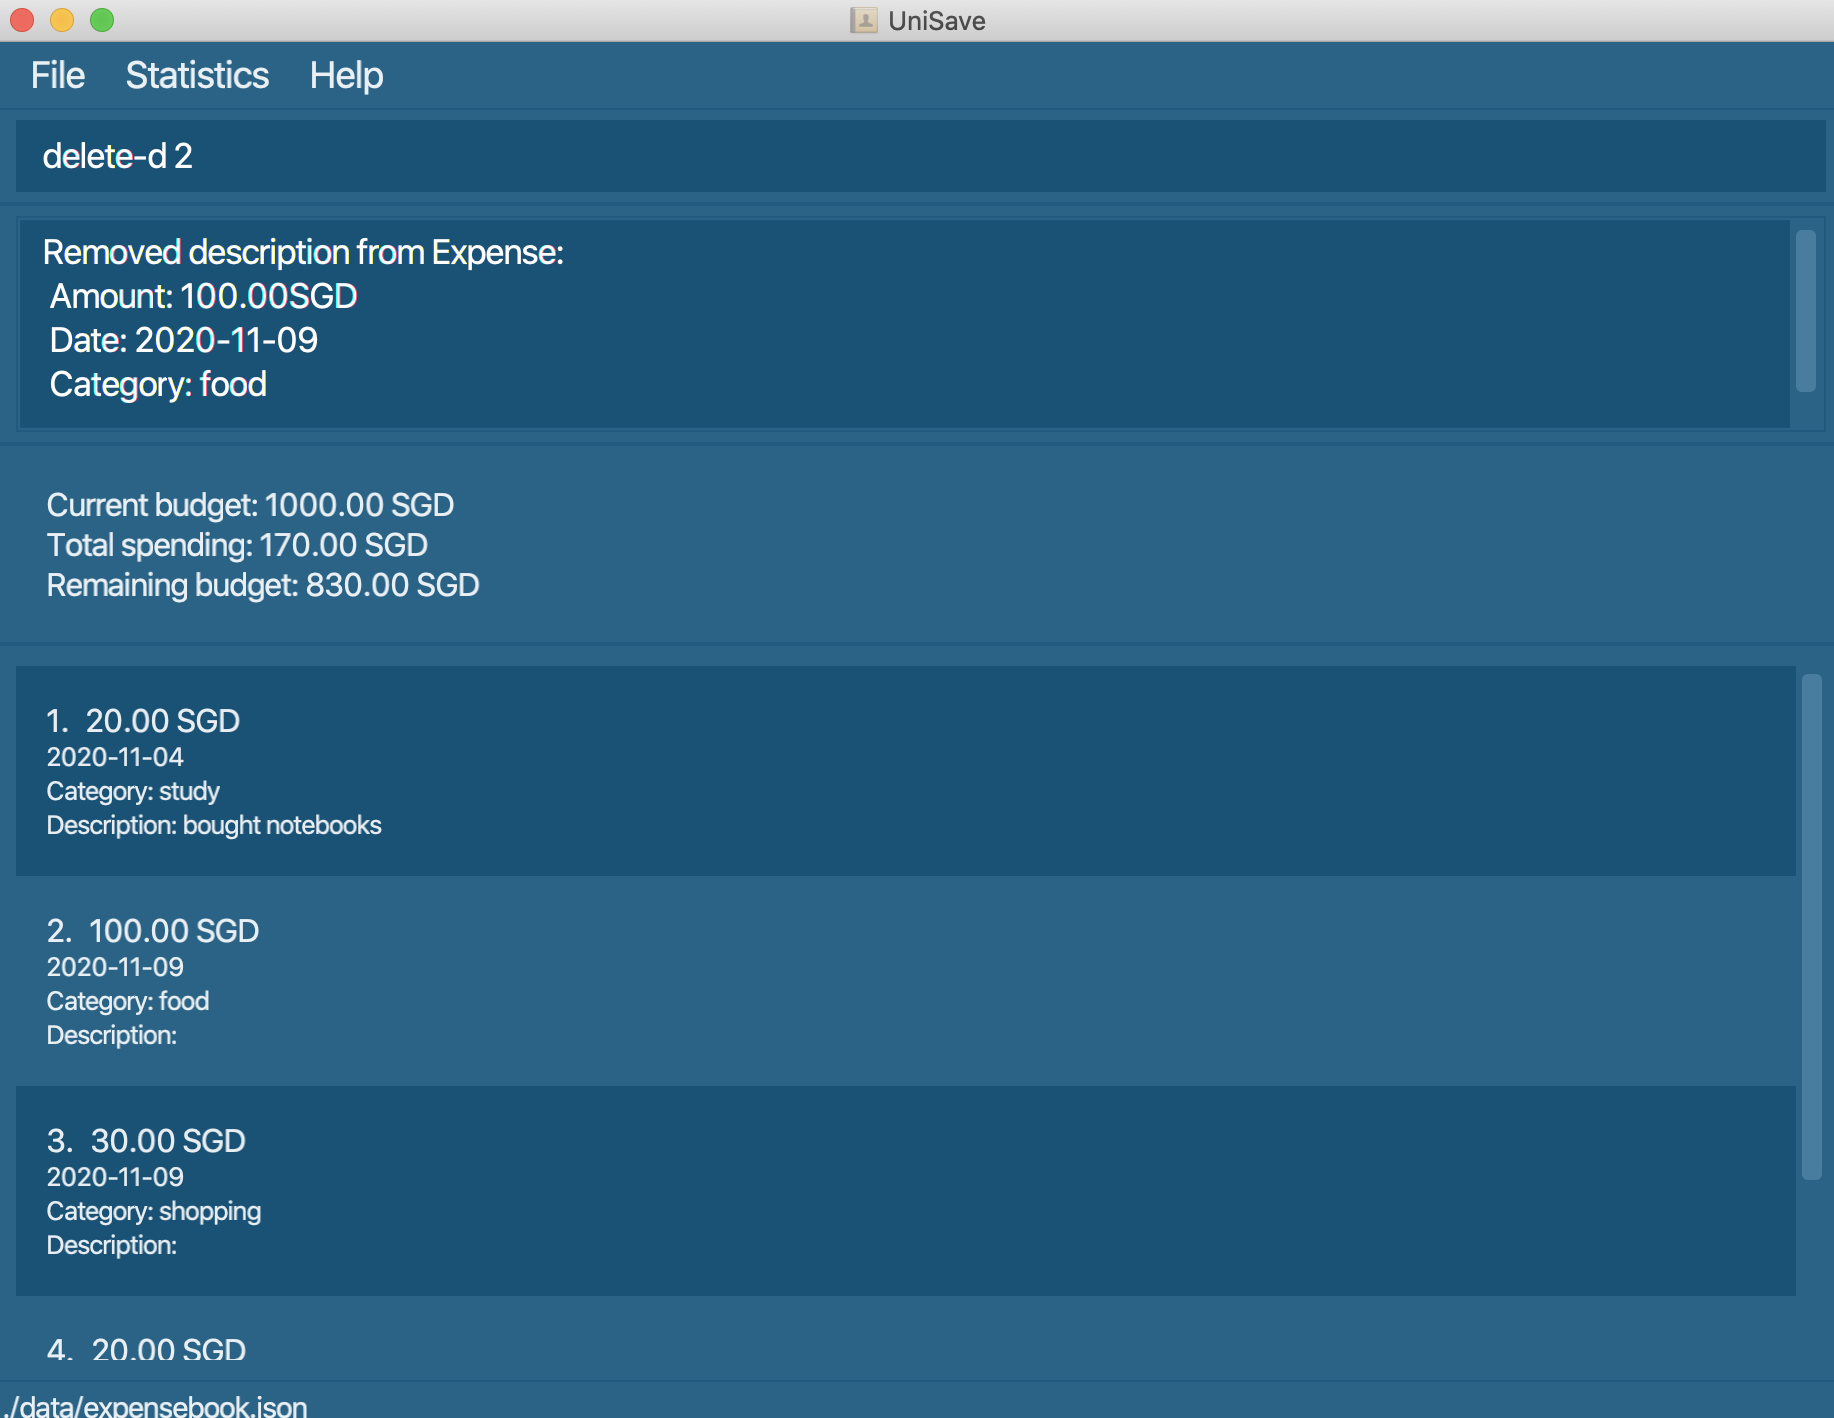 UniSave
File Statistics Help
delete-d 2
Removed description from Expense:
Amount: 100.00SGD
Date: 2020-11-09
Category: food
Current budget: 1000.00 SGD
Total spending: 170.00 SGD
Remaining budget: 830.00 SGD
1. 20.00 SGD
2020-11-04
Category: study
Description: bought notebooks
2. 100.00 SGD
2020-11-09
Category: food
Description:
3. 30.00 SGD
2020-11-09
Category: shopping
Description:
4. 20.00 SGD
./data/expensebook.json